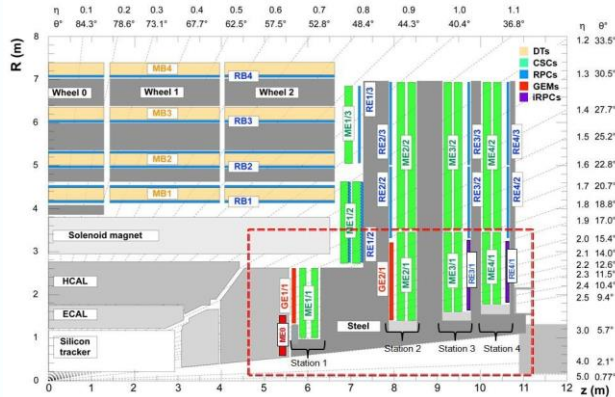 η 0.1 0.2 0.3 0.4 0.5 0.6 0.7 0.8 0.9 1.0 1.1
θ° 84.3° 78.6° 73.1° 67.7° 62.5° 57.5° 52.8° 48.4° 44.3° 40.4° 36.8° η θ°
R (m)
8
7
6
5
4
3
2
1
0
1.2 33.5°
1.3 30.5°
1.4 27.7°
1.5 25.2°
1.6 22.8°
1.7 20.7°
1.8 18.8°
1.9 17.0°
2.0 15.4°
2.1 14.0°
2.2 12.6°
2.3 11.5°
2.4 10.4°
2.5 9.4°
3.0 5.7°
4.0 2.1°
5.0 0.77°
DTs
CSCs
RPCs
GEMs
iRPCs
MB4
Wheel 0
Wheel 1
RB4
Wheel 2
MB3
RB3
MB2
RB2
MB1
RB1
ME1/3
RE1/3
RE2/3
ME3/2
RE3/3
ME4/2
RE4/3
ME2/2
RE2/2
RE3/2
RE4/2
ME1/2
RE1/2
Solenoid magnet
HCAL
ECAL
Silicon
tracker
GE1/1
ME1/1
ME0
GE2/1
ME2/1
ME3/1
RE3/1
ME4/1
RE4/1
Steel
Station 1
Station 2
Station 3
Station 4
0 1 2 3 4 5 6 7 8 9 10 11 12
z (m)